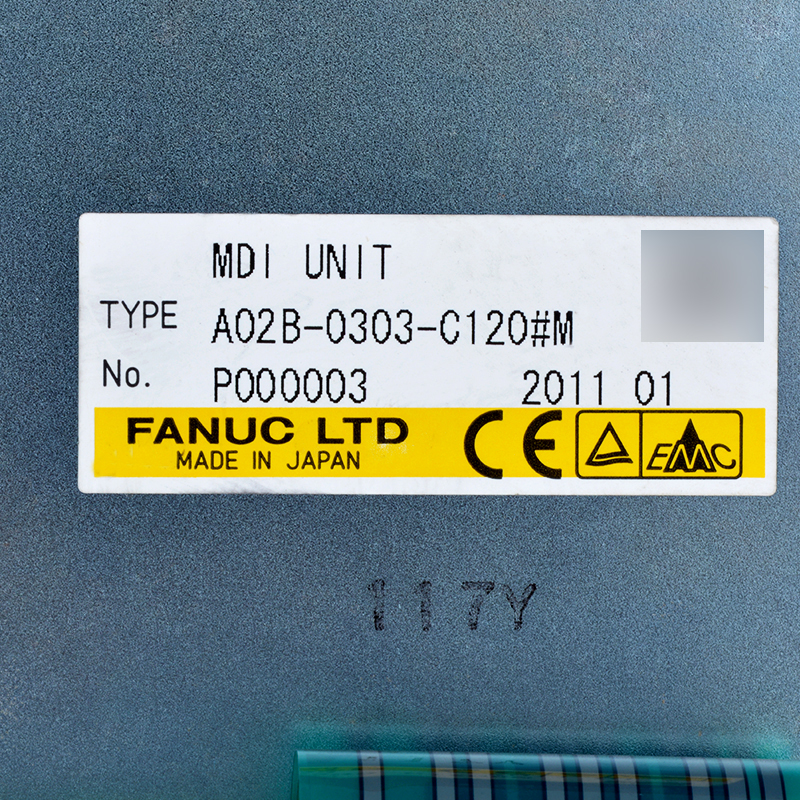 MDI UNIT
TYPE A02B-0303-C120#M
No. P000003 2011 01
FANUC LTD
MADE IN JAPAN
CE
EMC
117Y